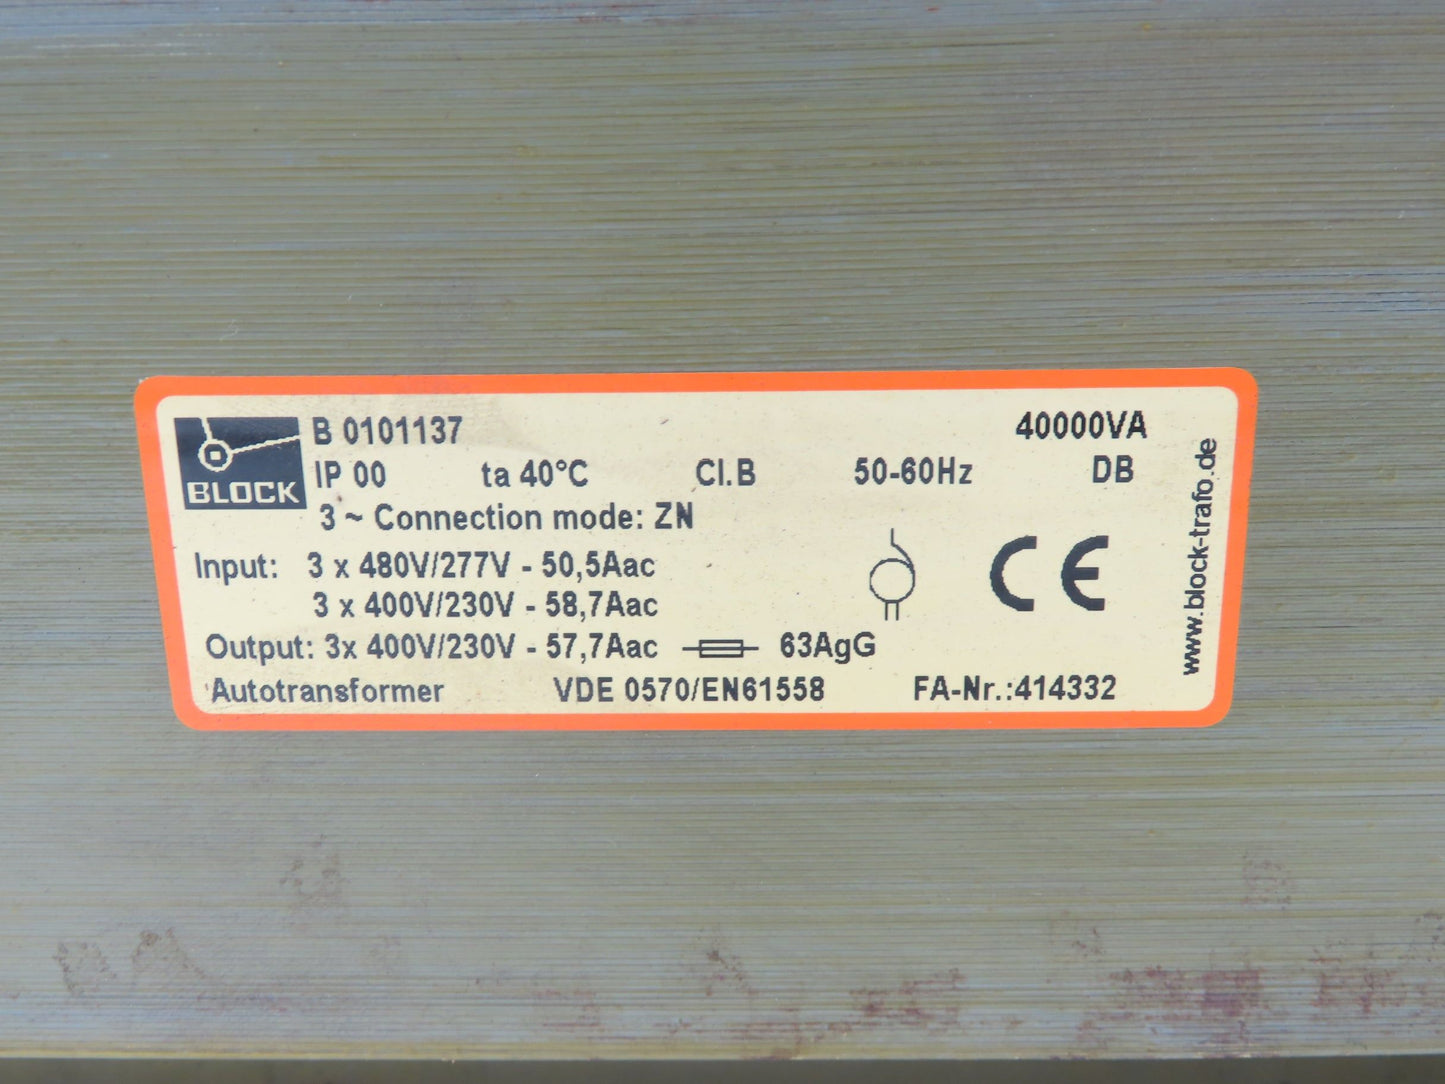 BLOCK
B 0101137 40000VA
IP 00 ta 40°C Cl.B 50-60Hz DB
3 ~ Connection mode: ZN
Input: 3 x 480V/277V - 50,5Aac
3 x 400V/230V - 58,7Aac
Output: 3x 400V/230V - 57,7Aac 63AgG
Autotransformer VDE 0570/EN61558 FA-Nr.:414332
CE
www.block-trafo.de